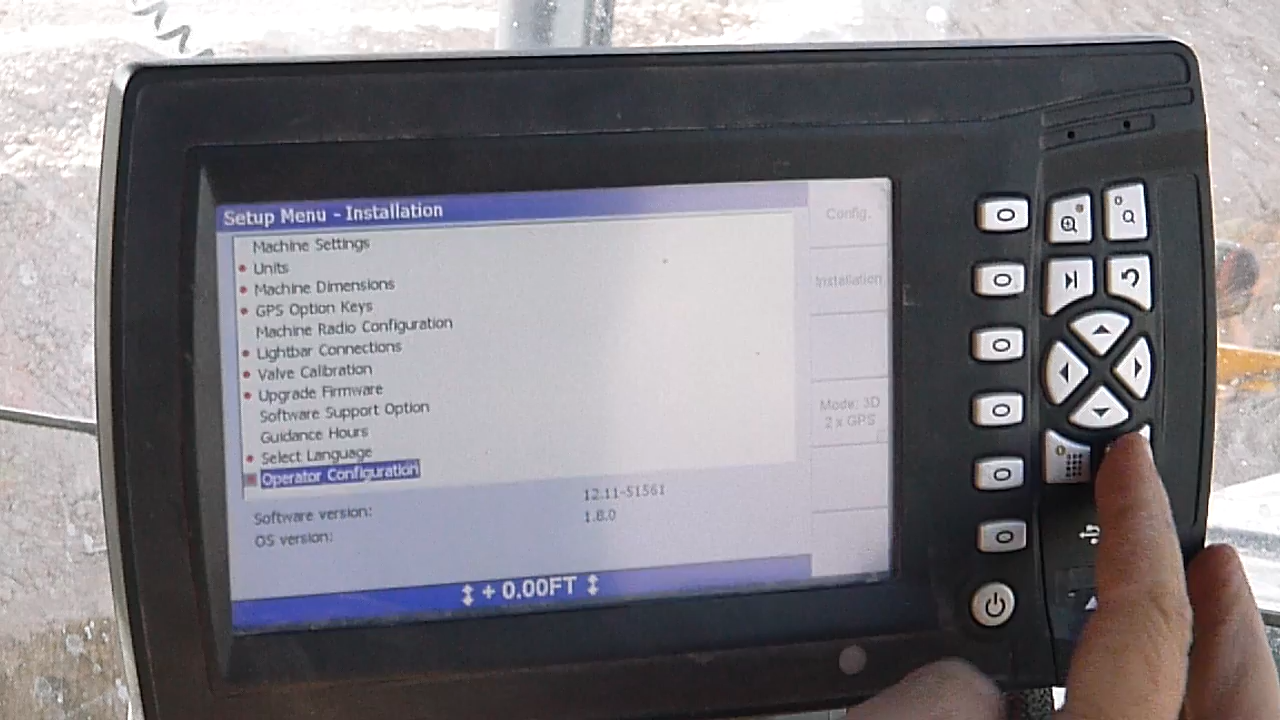 Setup Menu - Installation
Machine Settings
Units
Machine Dimensions
GPS Option Keys
Machine Radio Configuration
Lightbar Connections
Valve Calibration
Upgrade Firmware
Software Support Option
Guidance Hours
Select Language
Operator Configuration
Software version: 12.11-51561
OS version: 1.8.0
+ 0.00FT
Config.
Installation
Mode: 3D
2 x GPS